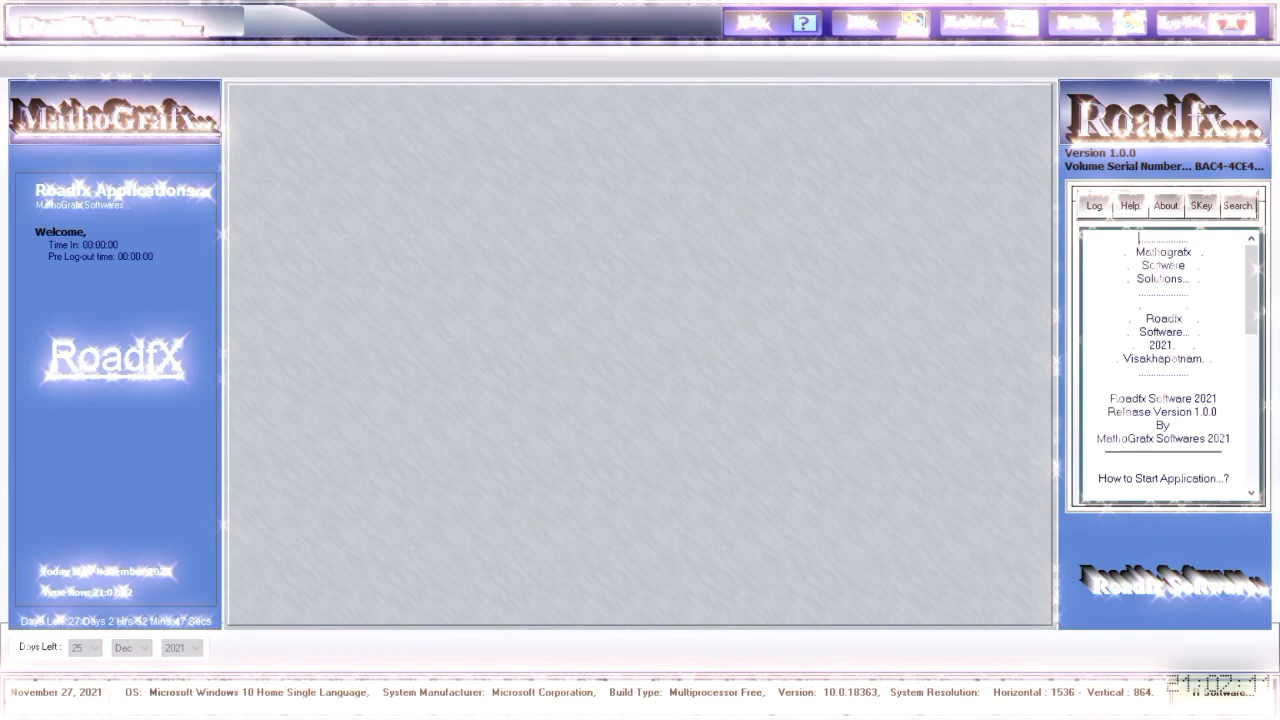 MathoGrafx...
Roadfx Applications...
MathoGrafx Softwares...
Welcome,
Time In: 00:00:00
Pre Log-out time: 00:00:00
RoadfX
Days Left 27 Days 2 Hrs 52 Mins 47 Secs
Days Left :
25
Dec
2021
Roadfx...
Version 1.0.0
Volume Serial Number... BAC4-4CE4...
Log.
Help.
About.
SKey.
Search.
....................
. Mathografx .
. Software .
. Solutions... .
....................
. Roadfx .
. Software... .
. 2021. .
. Visakhapotnam. .
....................
Roadfx Software 2021
Release Version 1.0.0
By
MathoGrafx Softwares 2021
How to Start Application...?
Roadfx Software...
November 27, 2021
OS: Microsoft Windows 10 Home Single Language, System Manufacturer: Microsoft Corporation, Build Type: Multiprocessor Free, Version: 10.0.18363, System Resolution: Horizontal : 1536 - Vertical : 864.